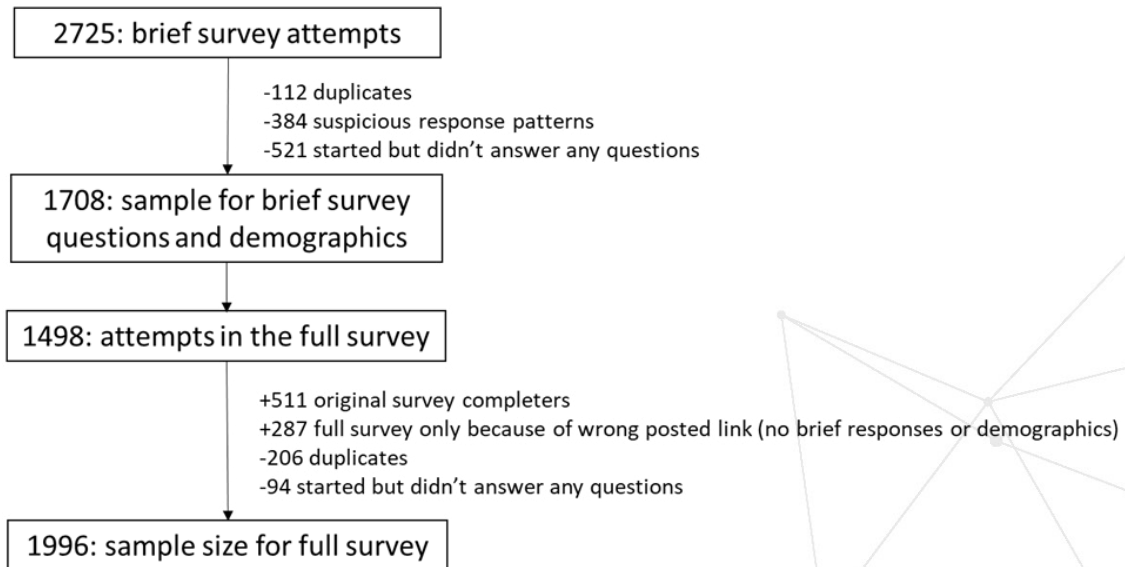 2725: brief survey attempts
-112 duplicates
-384 suspicious response patterns
-521 started but didn’t answer any questions
1708: sample for brief survey
questions and demographics
1498: attempts in the full survey
+511 original survey completers
+287 full survey only because of wrong posted link (no brief responses or demographics)
-206 duplicates
-94 started but didn’t answer any questions
1996: sample size for full survey